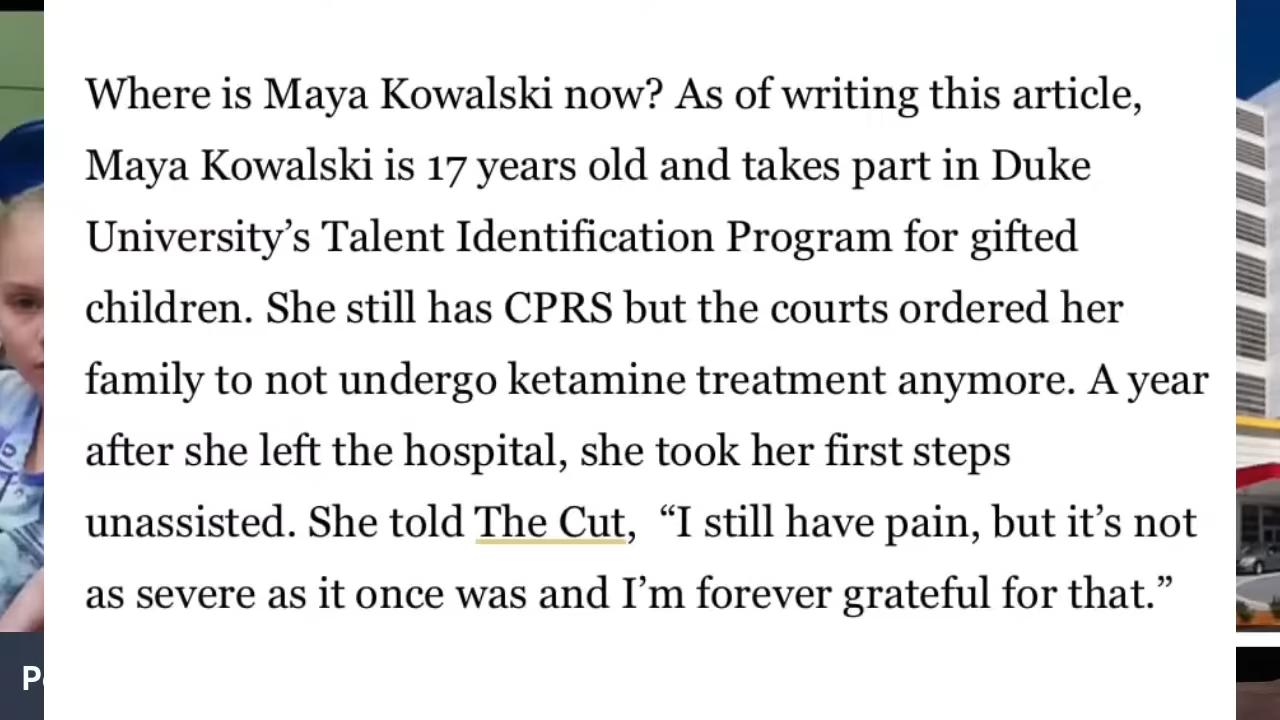 Where is Maya Kowalski now? As of writing this article,
Maya Kowalski is 17 years old and takes part in Duke
University’s Talent Identification Program for gifted
children. She still has CPRS but the courts ordered her
family to not undergo ketamine treatment anymore. A year
after she left the hospital, she took her first steps
unassisted. She told The Cut, “I still have pain, but it’s not
as severe as it once was and I’m forever grateful for that.”